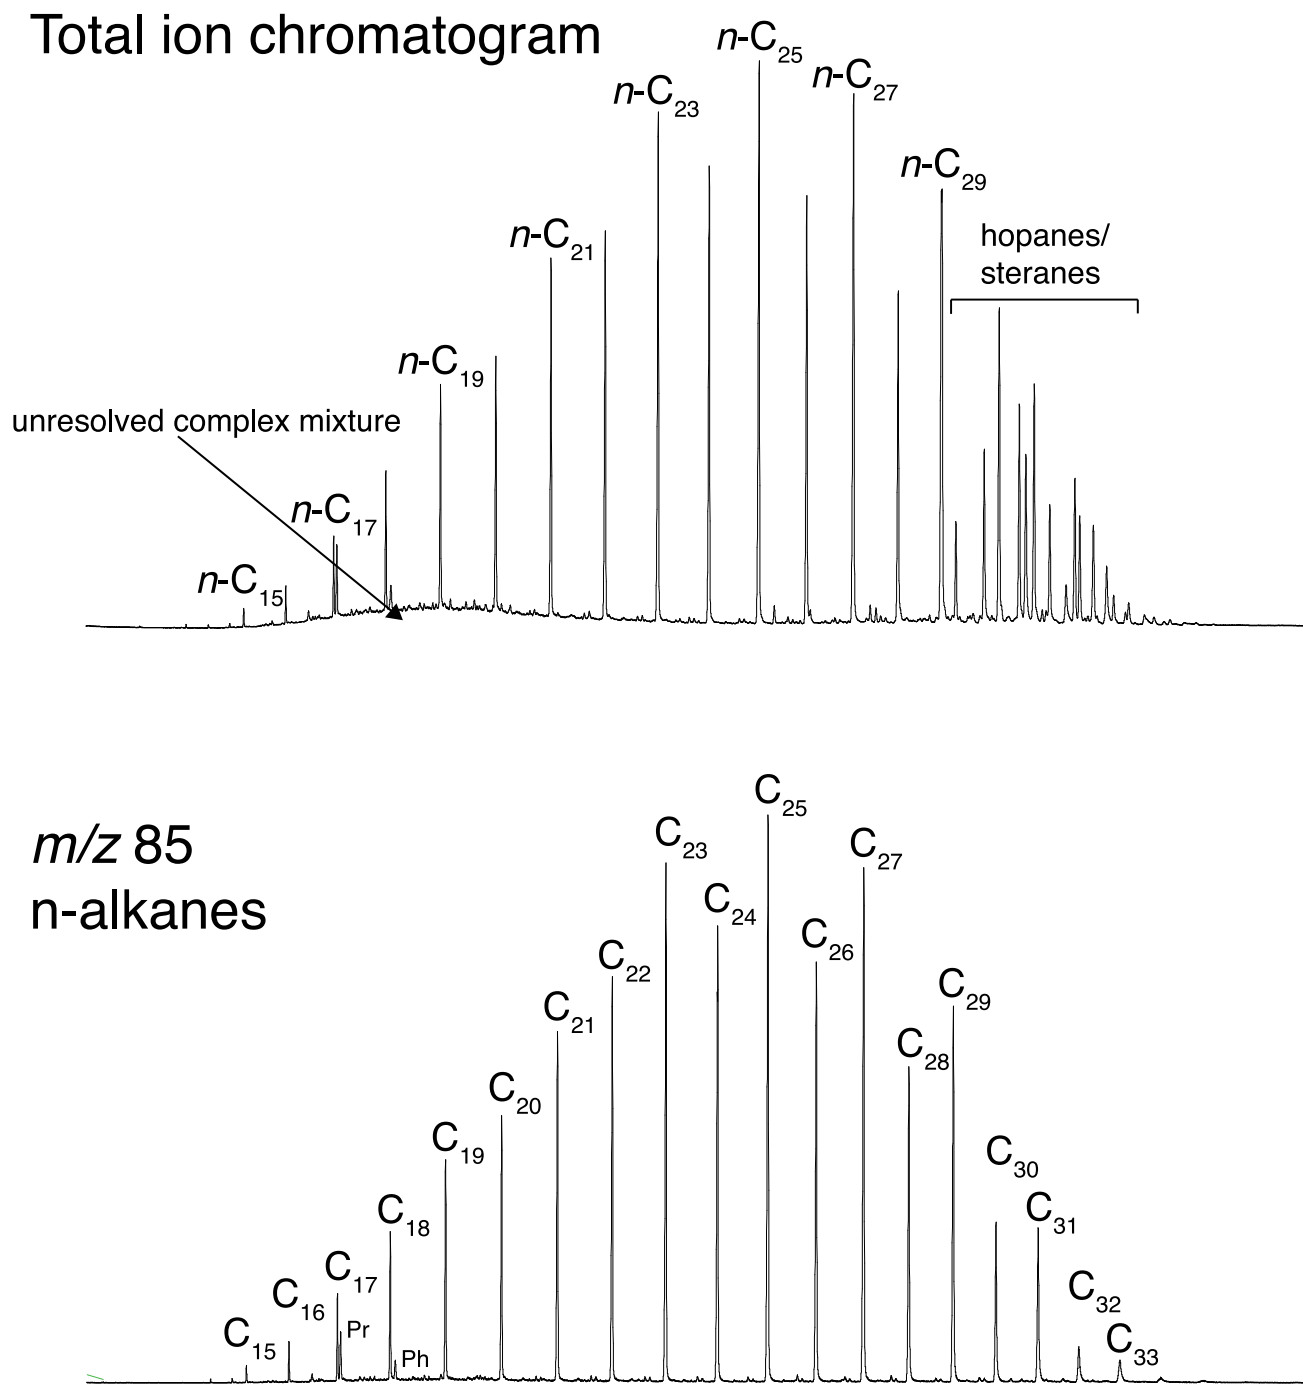 Total ion chromatogram
n-C25
n-C27
n-C23
n-C29
n-C21
hopanes/
steranes
n-C19
unresolved complex mixture
n-C17
n-C15
m/z 85
n-alkanes
C25
C23
C27
C24
C26
C22
C29
C21
C28
C20
C19
C30
C31
C18
C17
C16
C32
Pr
C15
C33
Ph